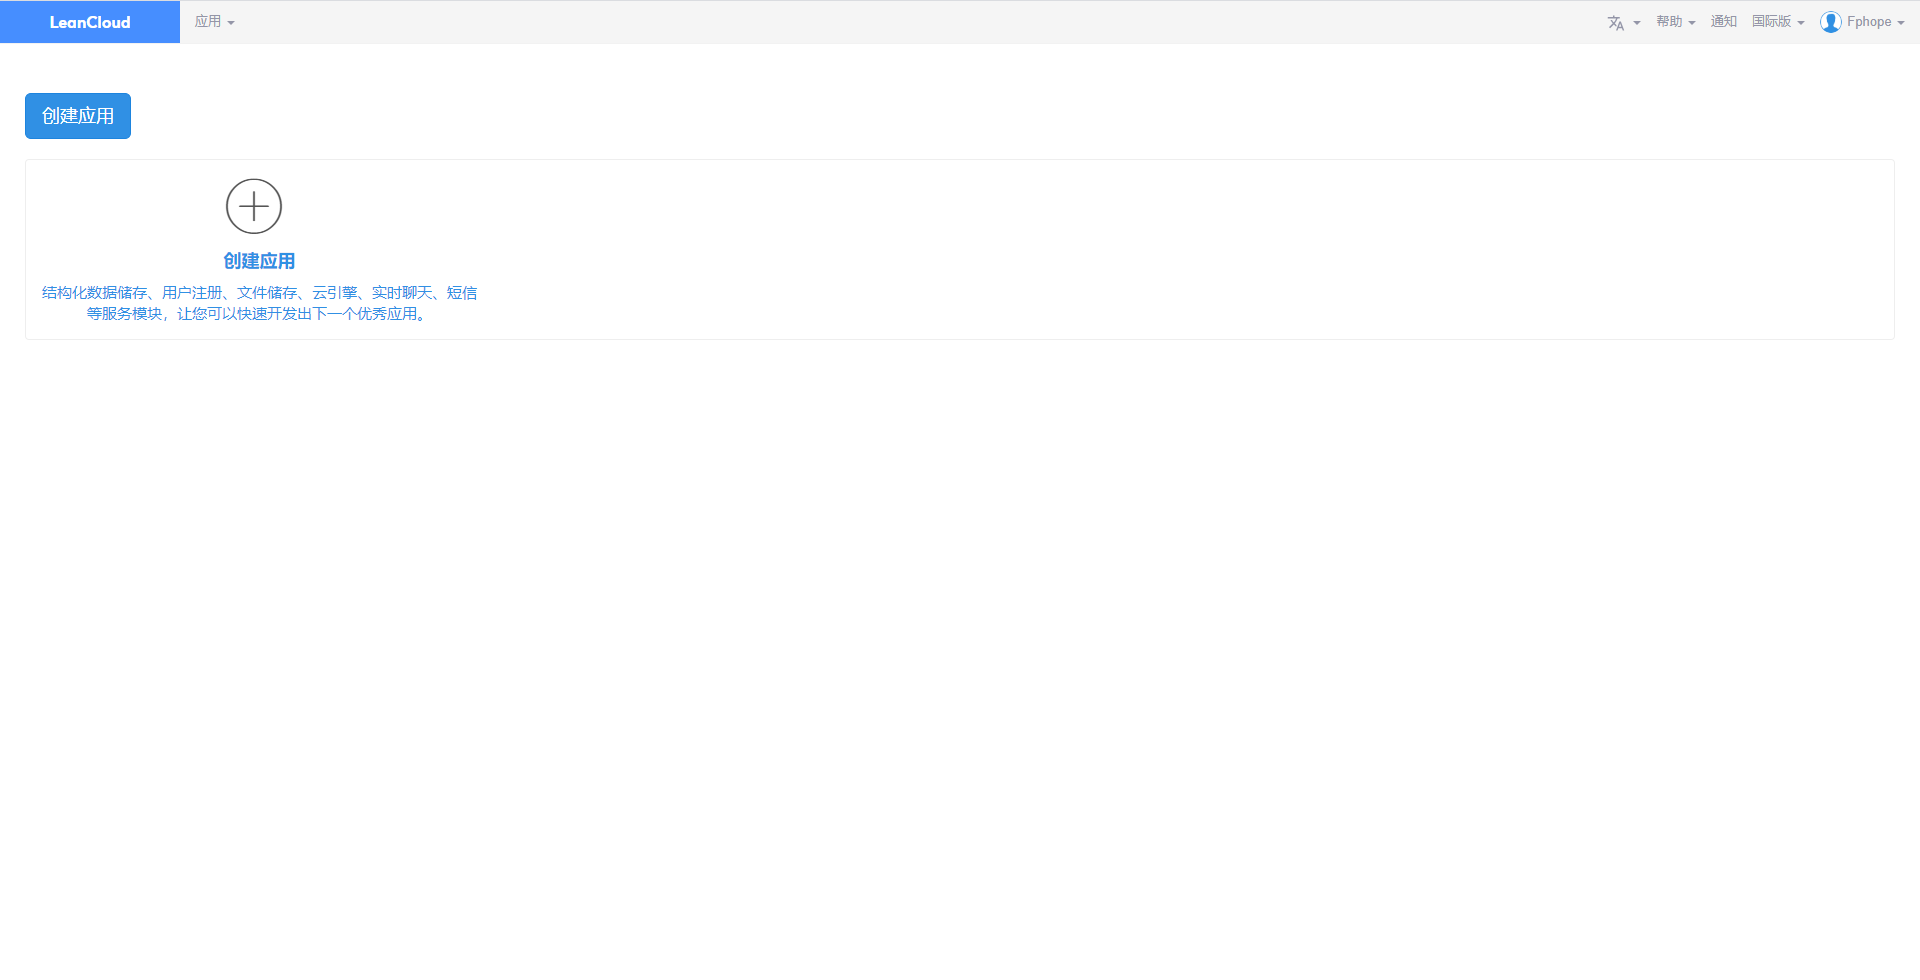 LeanCloud
应用
帮助
通知
国际版
Fphope
创建应用
创建应用
结构化数据储存、用户注册、文件储存、云引擎、实时聊天、短信
等服务模块，让您可以快速开发出下一个优秀应用。